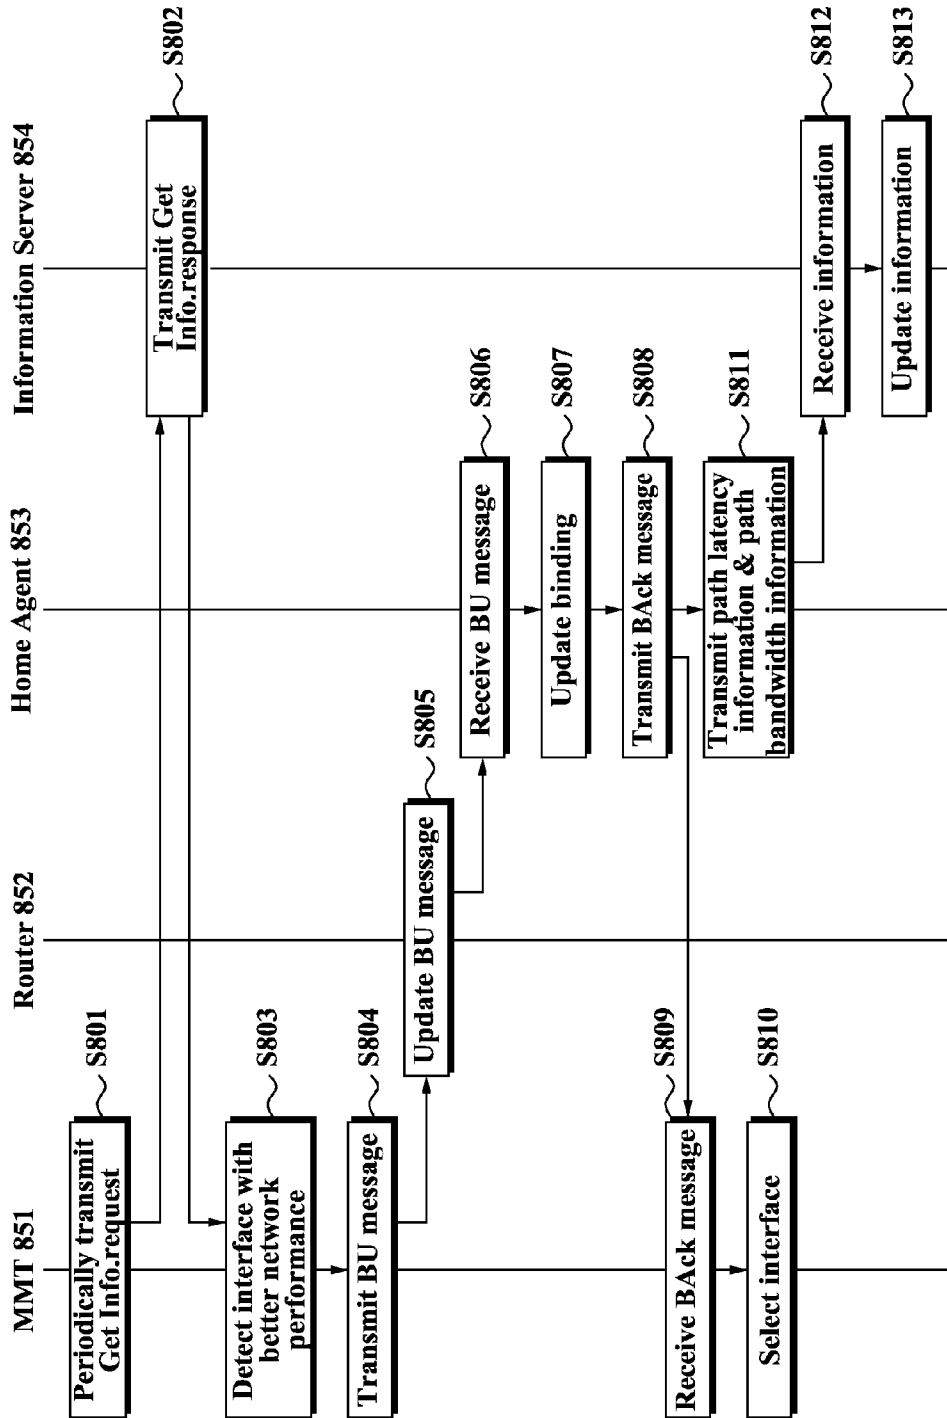 MMT 851
Router 852
Home Agent 853
Information Server 854
Periodically transmit
Get Info.request
S801
Transmit Get
Info.response
S802
Detect interface with
better network
performance
S803
Transmit BU message
S804
Update BU message
S805
Receive BU message
S806
Update binding
S807
Transmit BAck message
S808
Receive BAck message
S809
Select interface
S810
Transmit path latency
information & path
bandwidth information
S811
Receive information
S812
Update information
S813